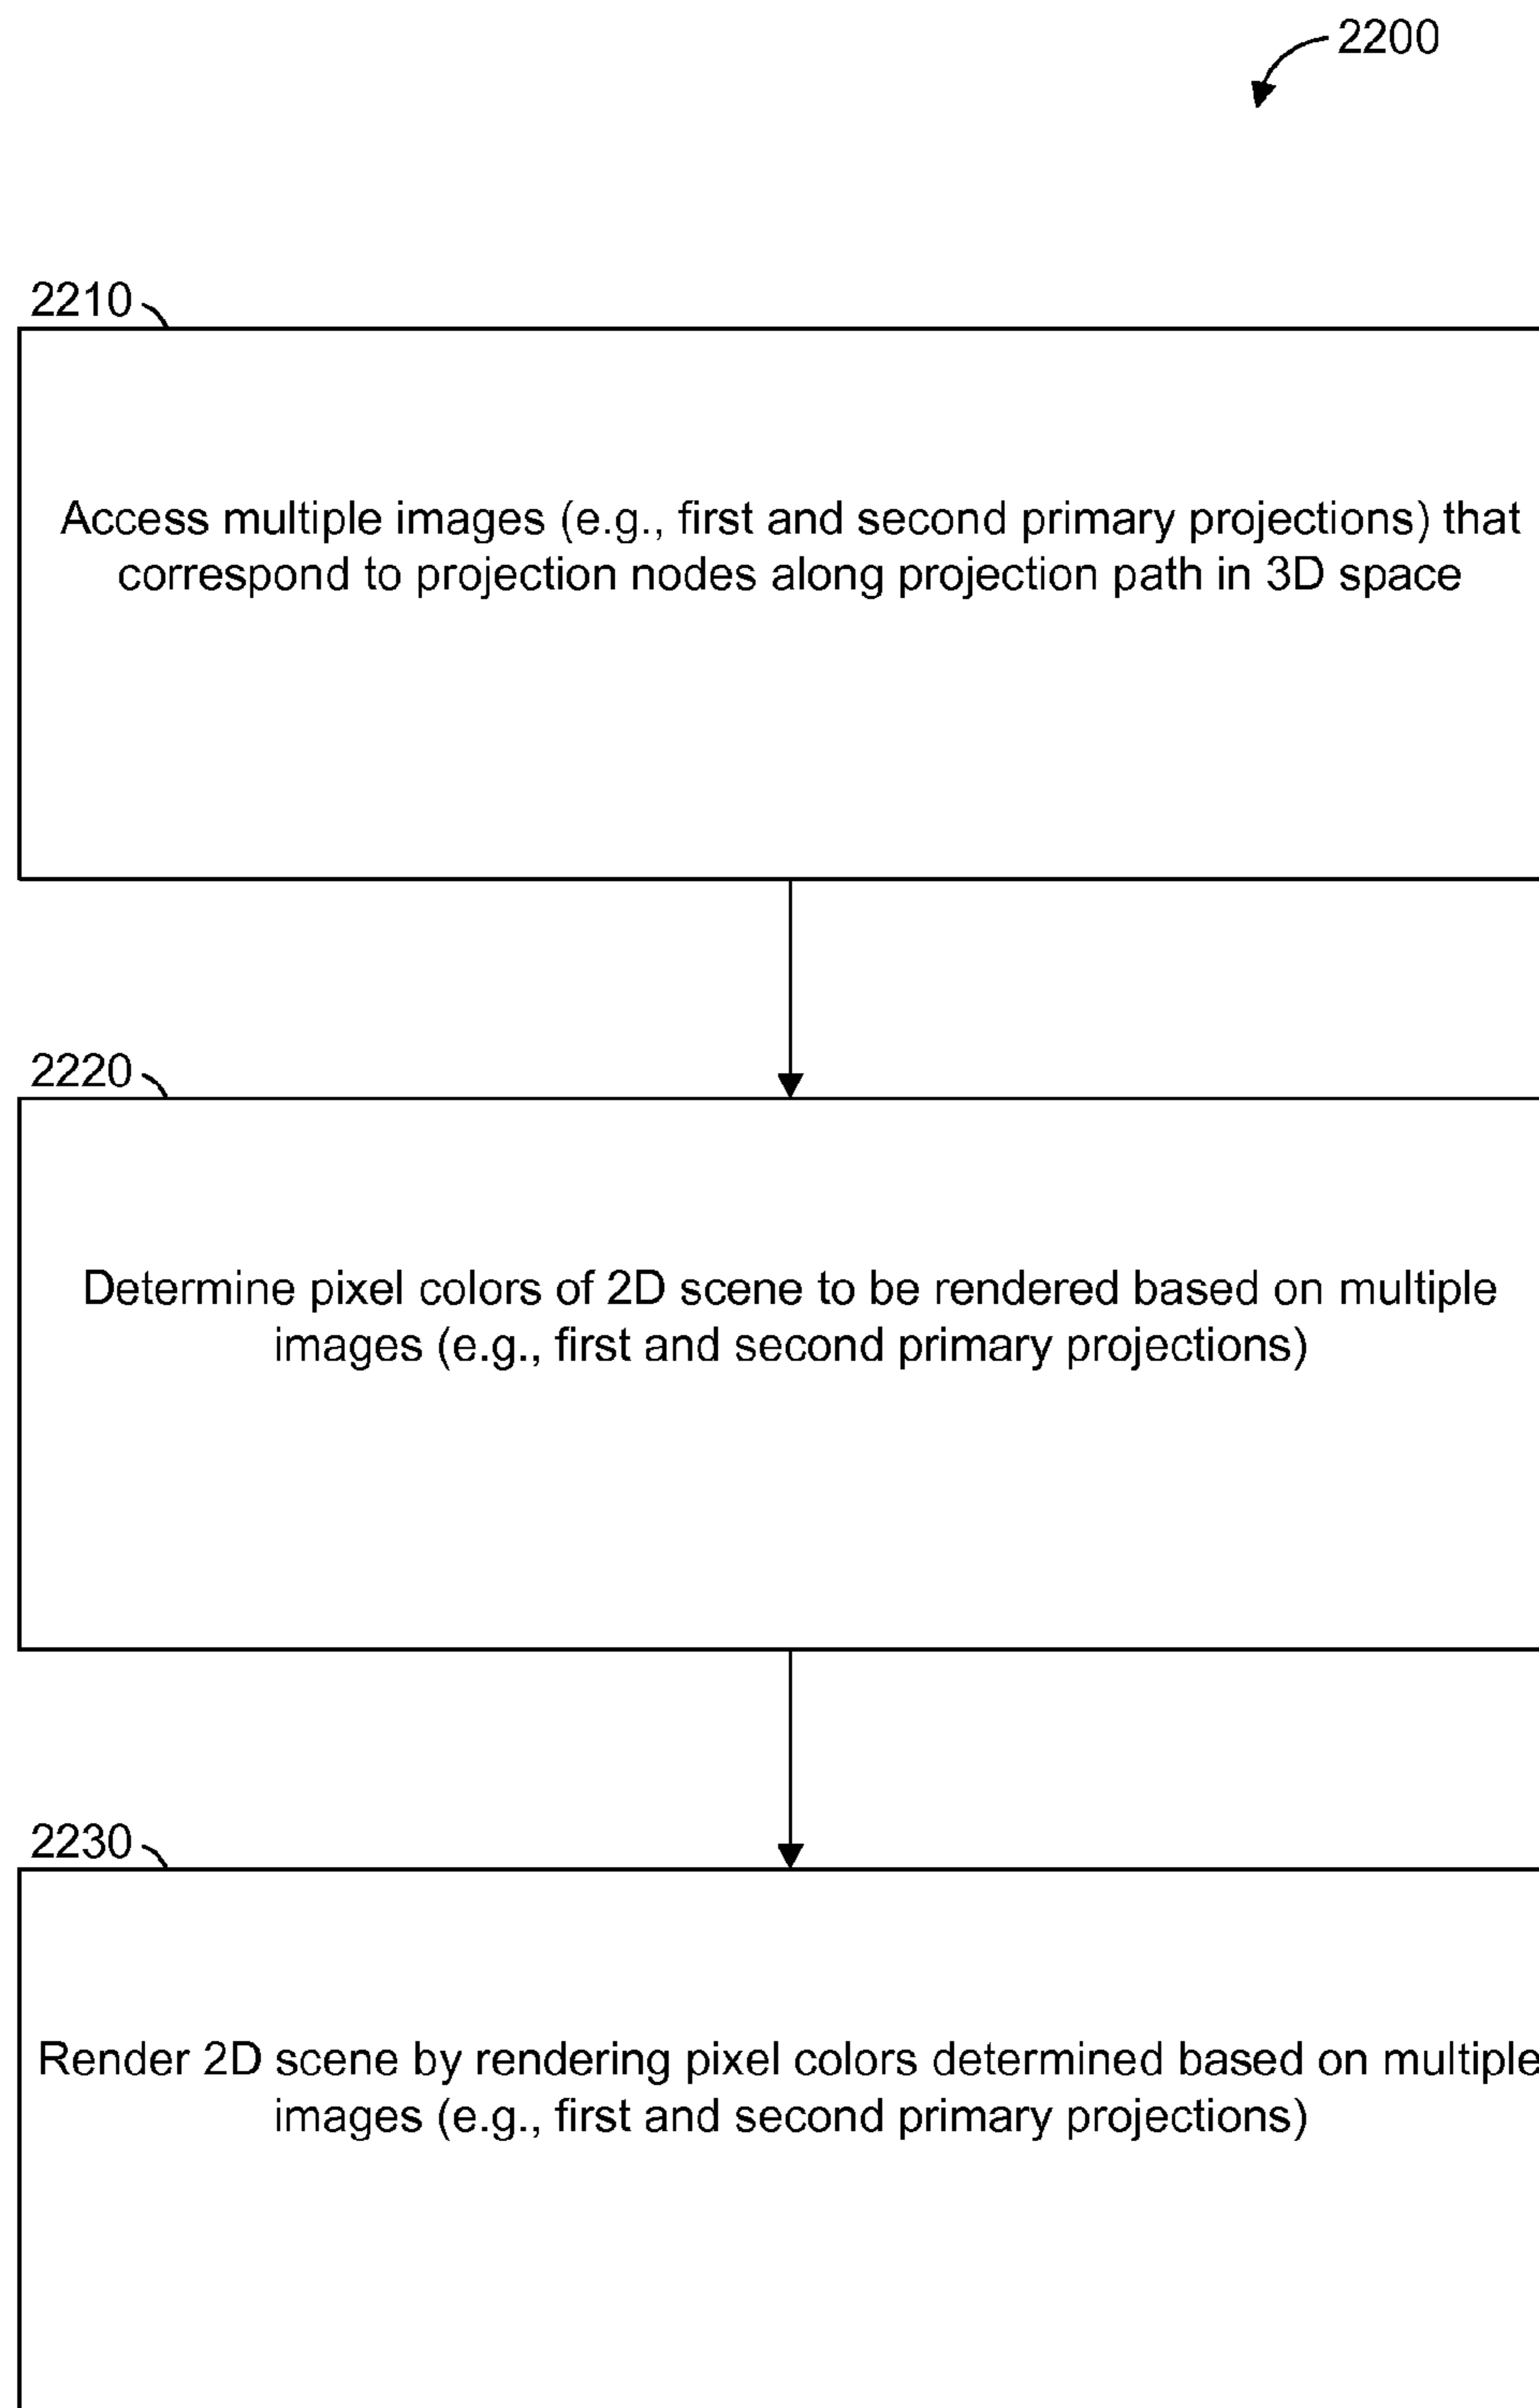 2200
2210
Access multiple images (e.g., first and second primary projections) that
correspond to projection nodes along projection path in 3D space
2220
Determine pixel colors of 2D scene to be rendered based on multiple
images (e.g., first and second primary projections)
2230
Render 2D scene by rendering pixel colors determined based on multiple
images (e.g., first and second primary projections)